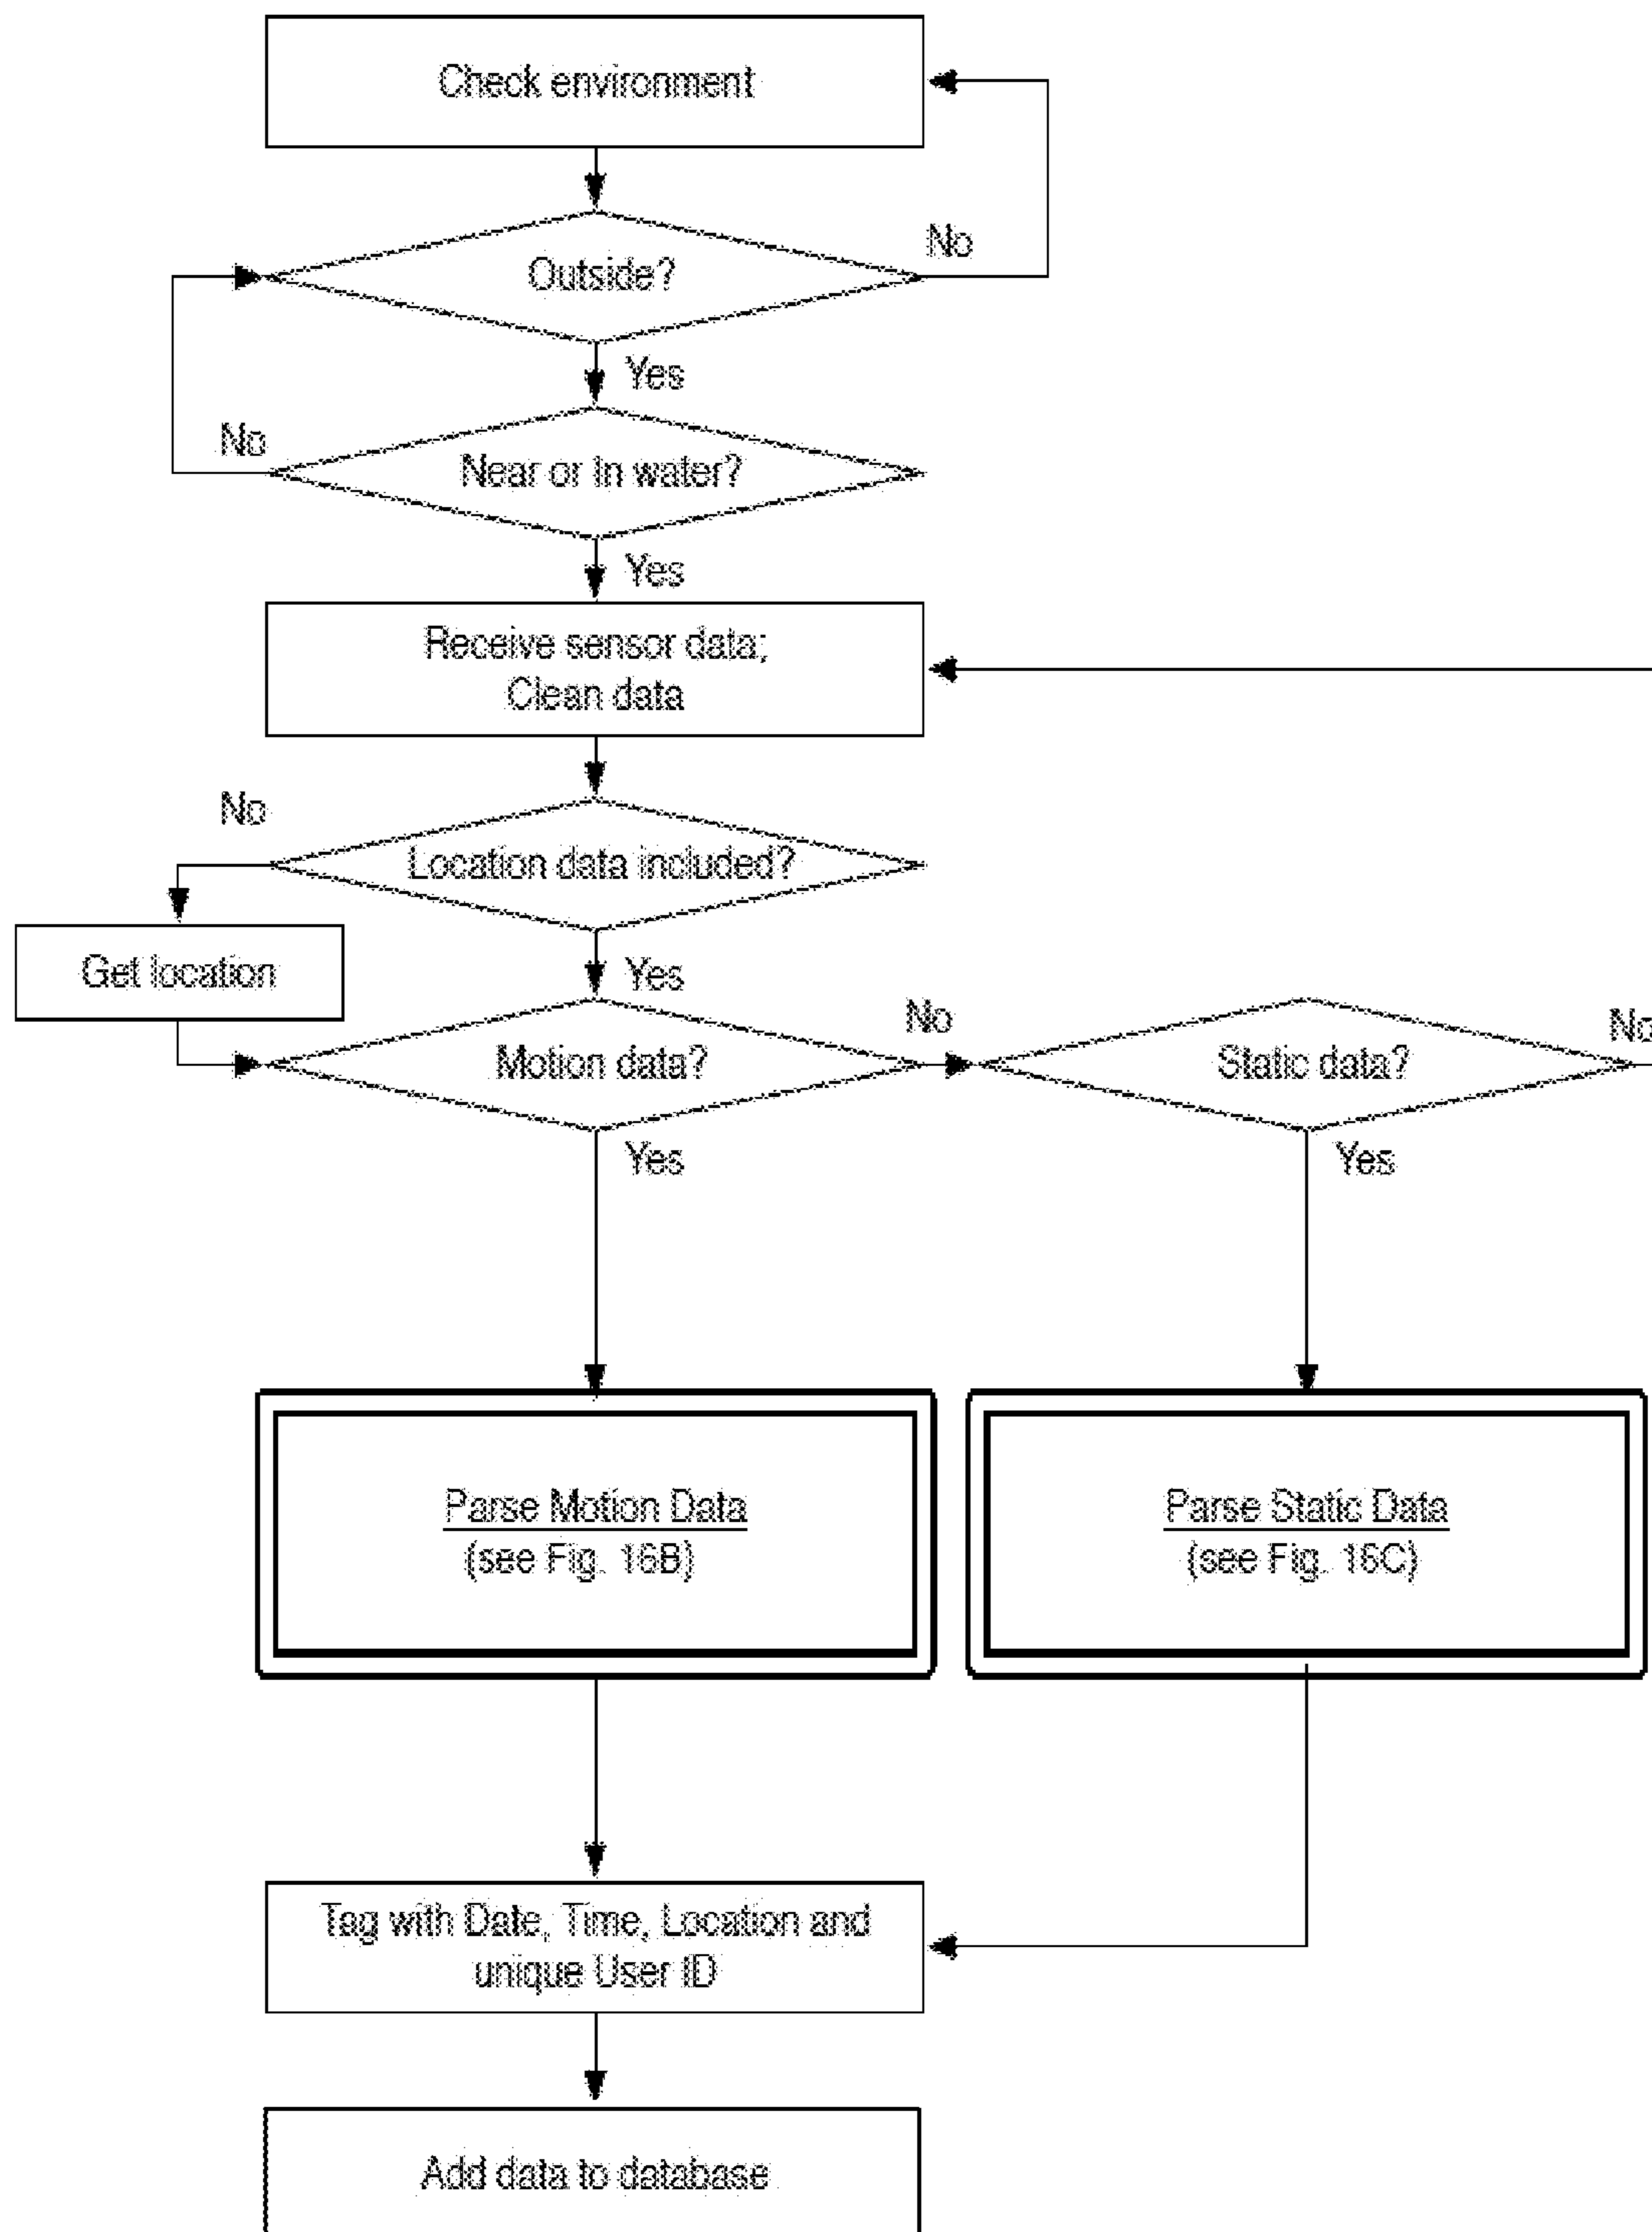 Check environment
No
Outside?
Yes
No
Near or in water?
Yes
Receive sensor data;
Clean data
No
Location data included?
Get location
Yes
No
No
Motion data?
Static data?
Yes
Yes
Parse Motion Data
(see Fig. 16B)
Parse Static Data
(see Fig. 16C)
Tag with Date, Time, Location and
unique User ID
Add data to database